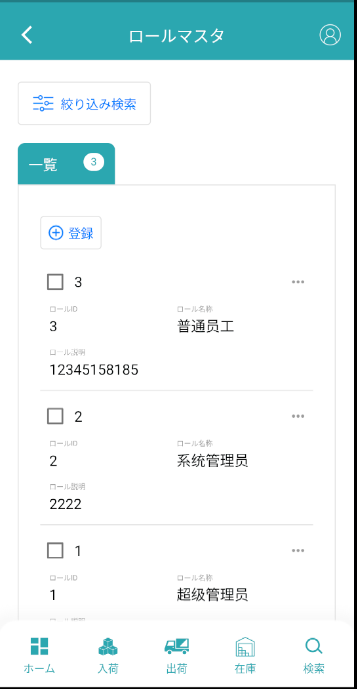 ロールマスタ
絞り込み検索
一覧 3
登録
3
ロールID ロール名称
3 普通员工
ロール説明
12345158185
2
ロールID ロール名称
2 系统管理员
ロール説明
2222
1
ロールID ロール名称
1 超级管理员
ホーム 入荷 出荷 在庫 検索